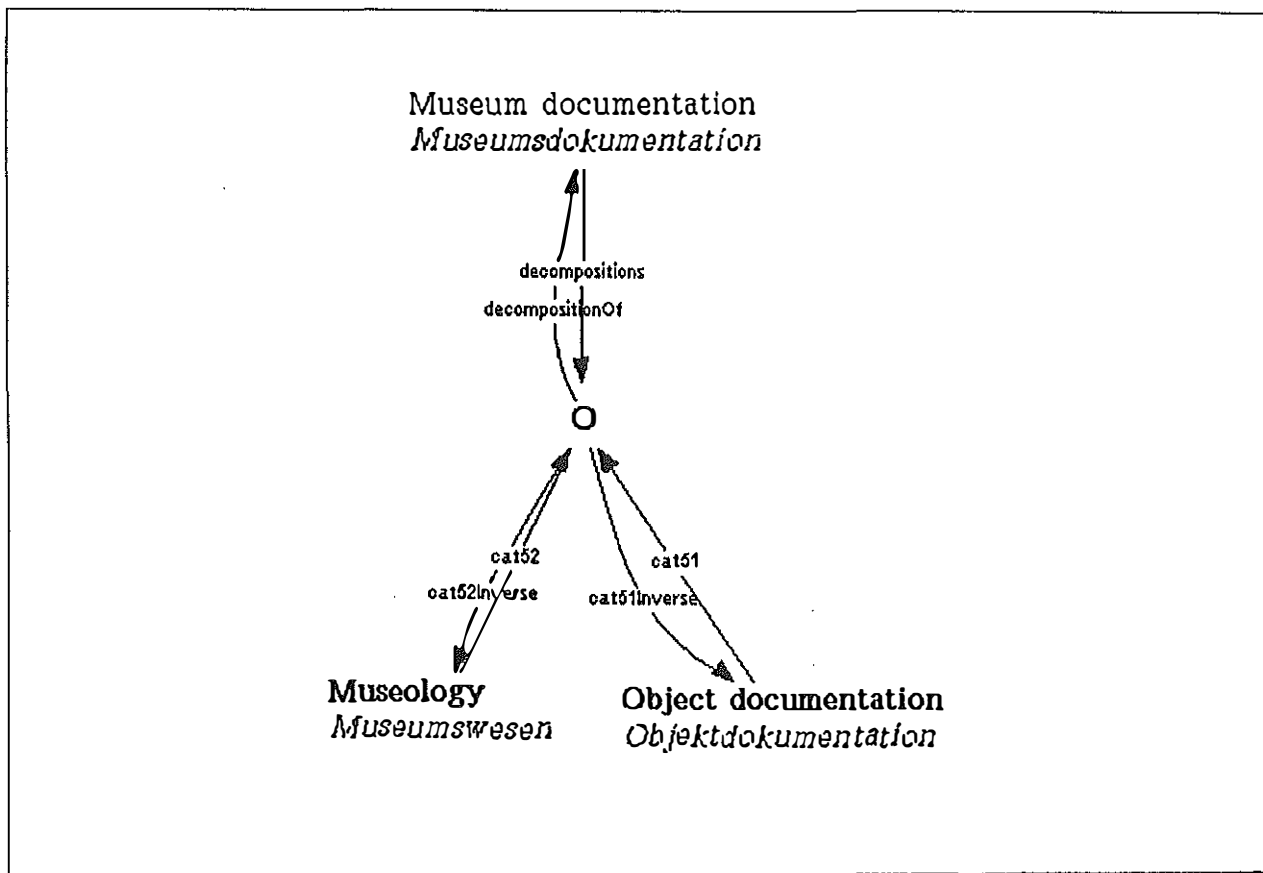 Museum documentation
Museumsdokumentation
decompositions
decompositionOf
O
cat52
cat51
cat52Inverse
cat51Inverse
Museology
Object documentation
Museumswesen
Objektdokumentation